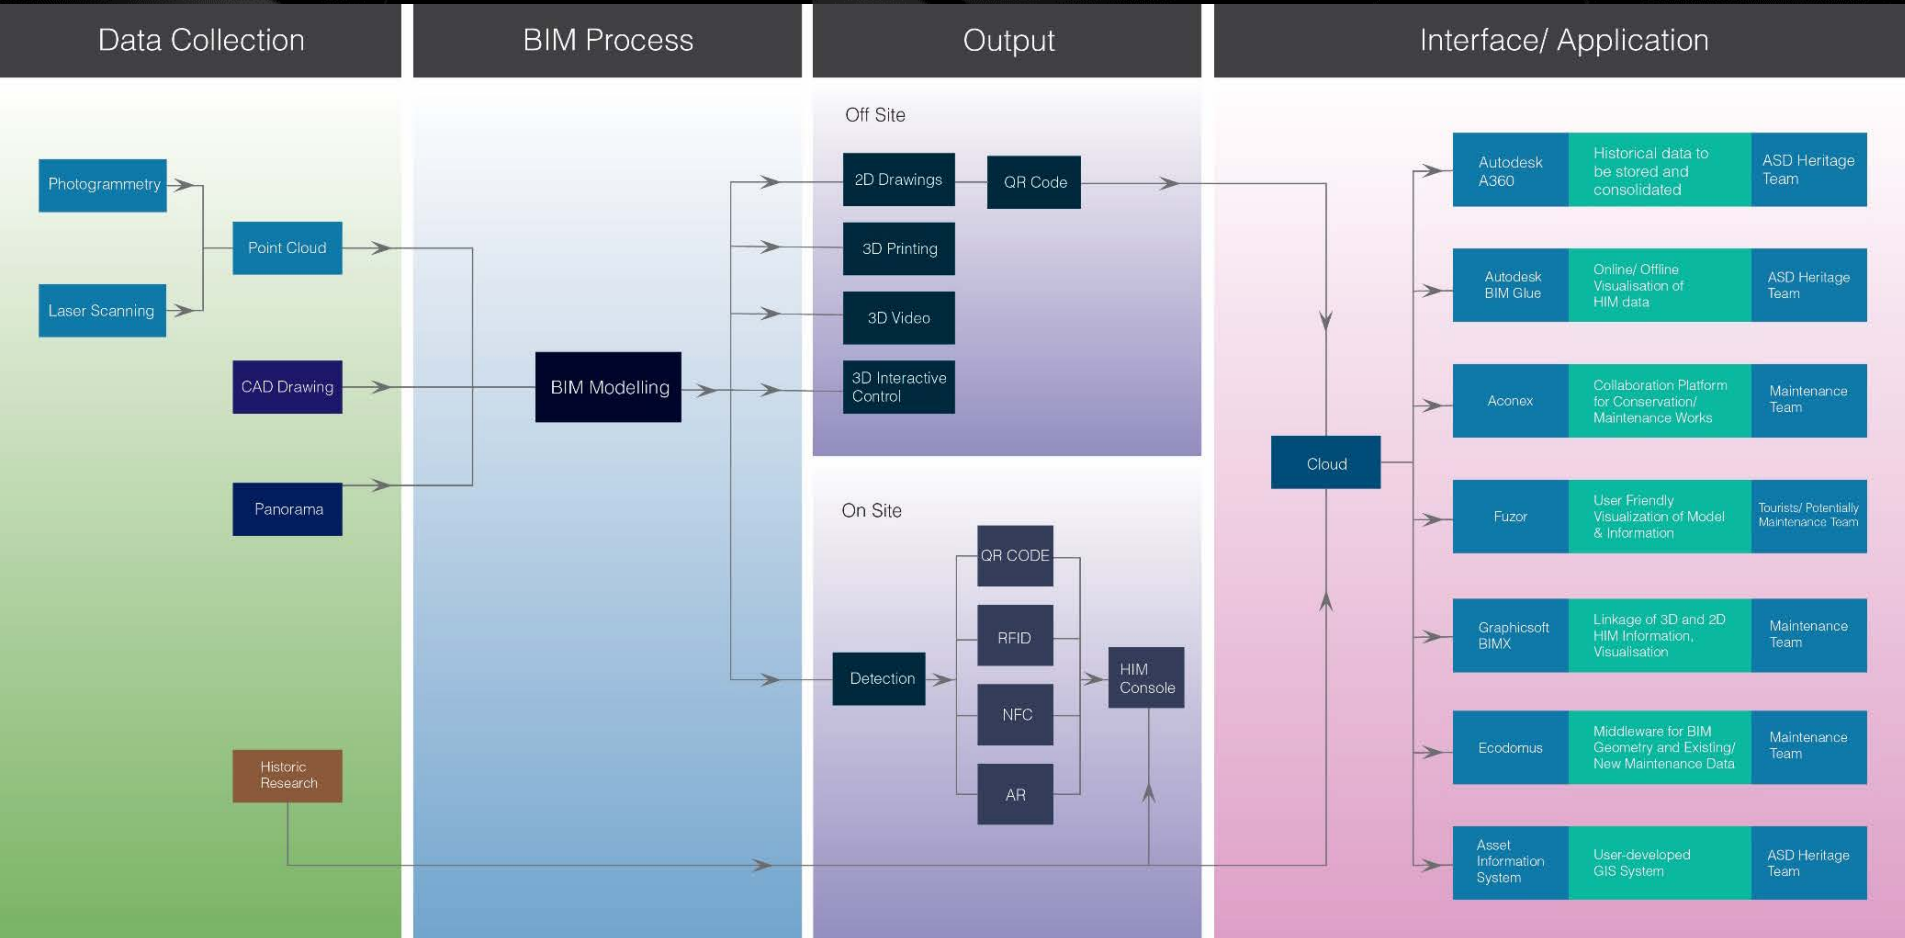 Data Collection
BIM Process
Output
Interface/ Application
Photogrammetry
Laser Scanning
Point Cloud
CAD Drawing
Panorama
Historic
Research
BIM Modelling
Off Site
2D Drawings
QR Code
3D Printing
3D Video
3D Interactive
Control
On Site
Detection
QR CODE
RFID
NFC
AR
HIM
Console
Cloud
Autodesk
A360
Historical data to
be stored and
consolidated
ASD Heritage
Team
Autodesk
BIM Glue
Online/ Offline
Visualisation of
HIM data
ASD Heritage
Team
Aconex
Collaboration Platform
for Conservation/
Maintenance Works
Maintenance
Team
Fuzor
User Friendly
Visualization of Model
& Information
Tourists/ Potentially
Maintenance Team
Graphicsoft
BIMX
Linkage of 3D and 2D
HIM Information,
Visualisation
Maintenance
Team
Ecodomus
Middleware for BIM
Geometry and Existing/
New Maintenance Data
Maintenance
Team
Asset
Information
System
User-developed
GIS System
ASD Heritage
Team